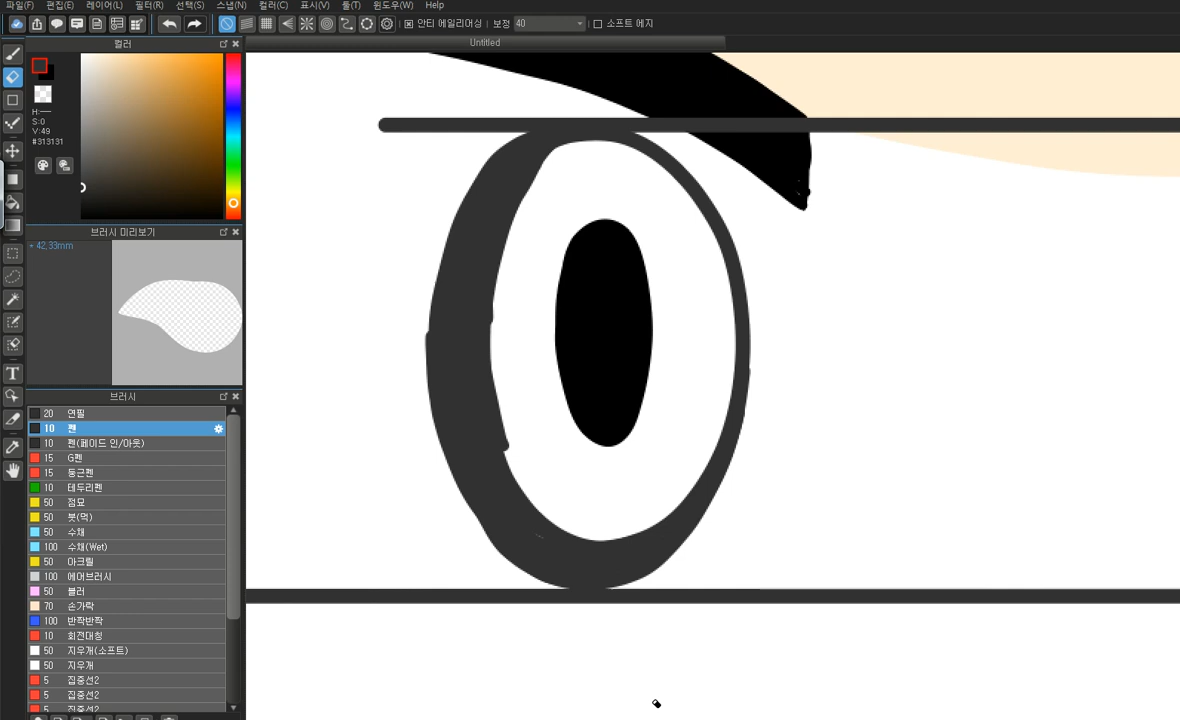 파일(F) 편집(E) 레이어(L) 필터(R) 선택(S) 스냅(N) 컬러(C) 표시(V) 툴(T) 윈도우(W) Help
안티 에일리어싱 보정 40 소프트 에지
컬러
Untitled
H:---
S:0
V:49
#313131
브러시 미리보기
* 42.33mm
브러시
20 연필
10 펜
10 펜(페이드 인/아웃)
15 G펜
15 둥근펜
10 테두리펜
50 점묘
50 붓(먹)
50 수채
100 수채(Wet)
50 아크릴
100 에어브러시
50 블러
70 손가락
100 반짝반짝
10 회전대칭
50 지우개(소프트)
50 지우개
5 집중선2
5 집중선2
5 집중선2